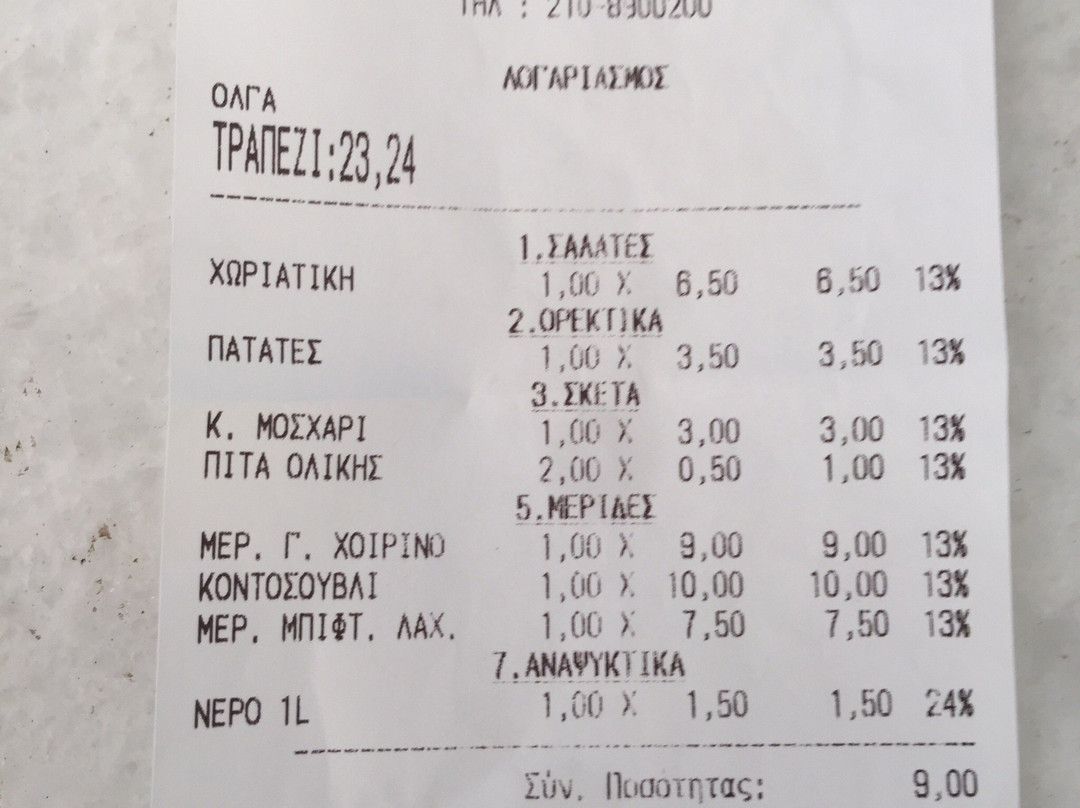 ΤΗΛ : 210-8900200
ΛΟΓΑΡΙΑΣΜΟΣ
ΟΛΓΑ
ΤΡΑΠΕΖΙ:23,24
1.ΣΑΛΑΤΕΣ
ΧΩΡΙΑΤΙΚΗ 1,00 X 6,50 6,50 13%
2.ΟΡΕΚΤΙΚΑ
ΠΑΤΑΤΕΣ 1,00 X 3,50 3,50 13%
3.ΣΚΕΤΑ
Κ. ΜΟΣΧΑΡΙ 1,00 X 3,00 3,00 13%
ΠΙΤΑ ΟΛΙΚΗΣ 2,00 X 0,50 1,00 13%
5.ΜΕΡΙΔΕΣ
ΜΕΡ. Γ. ΧΟΙΡΙΝΟ 1,00 X 9,00 9,00 13%
ΚΟΝΤΟΣΟΥΒΛΙ 1,00 X 10,00 10,00 13%
ΜΕΡ. ΜΠΙΦΤ. ΛΑΧ. 1,00 X 7,50 7,50 13%
7.ΑΝΑΨΥΚΤΙΚΑ
ΝΕΡΟ 1L 1,00 X 1,50 1,50 24%
Σύν. Ποσότητας: 9,00